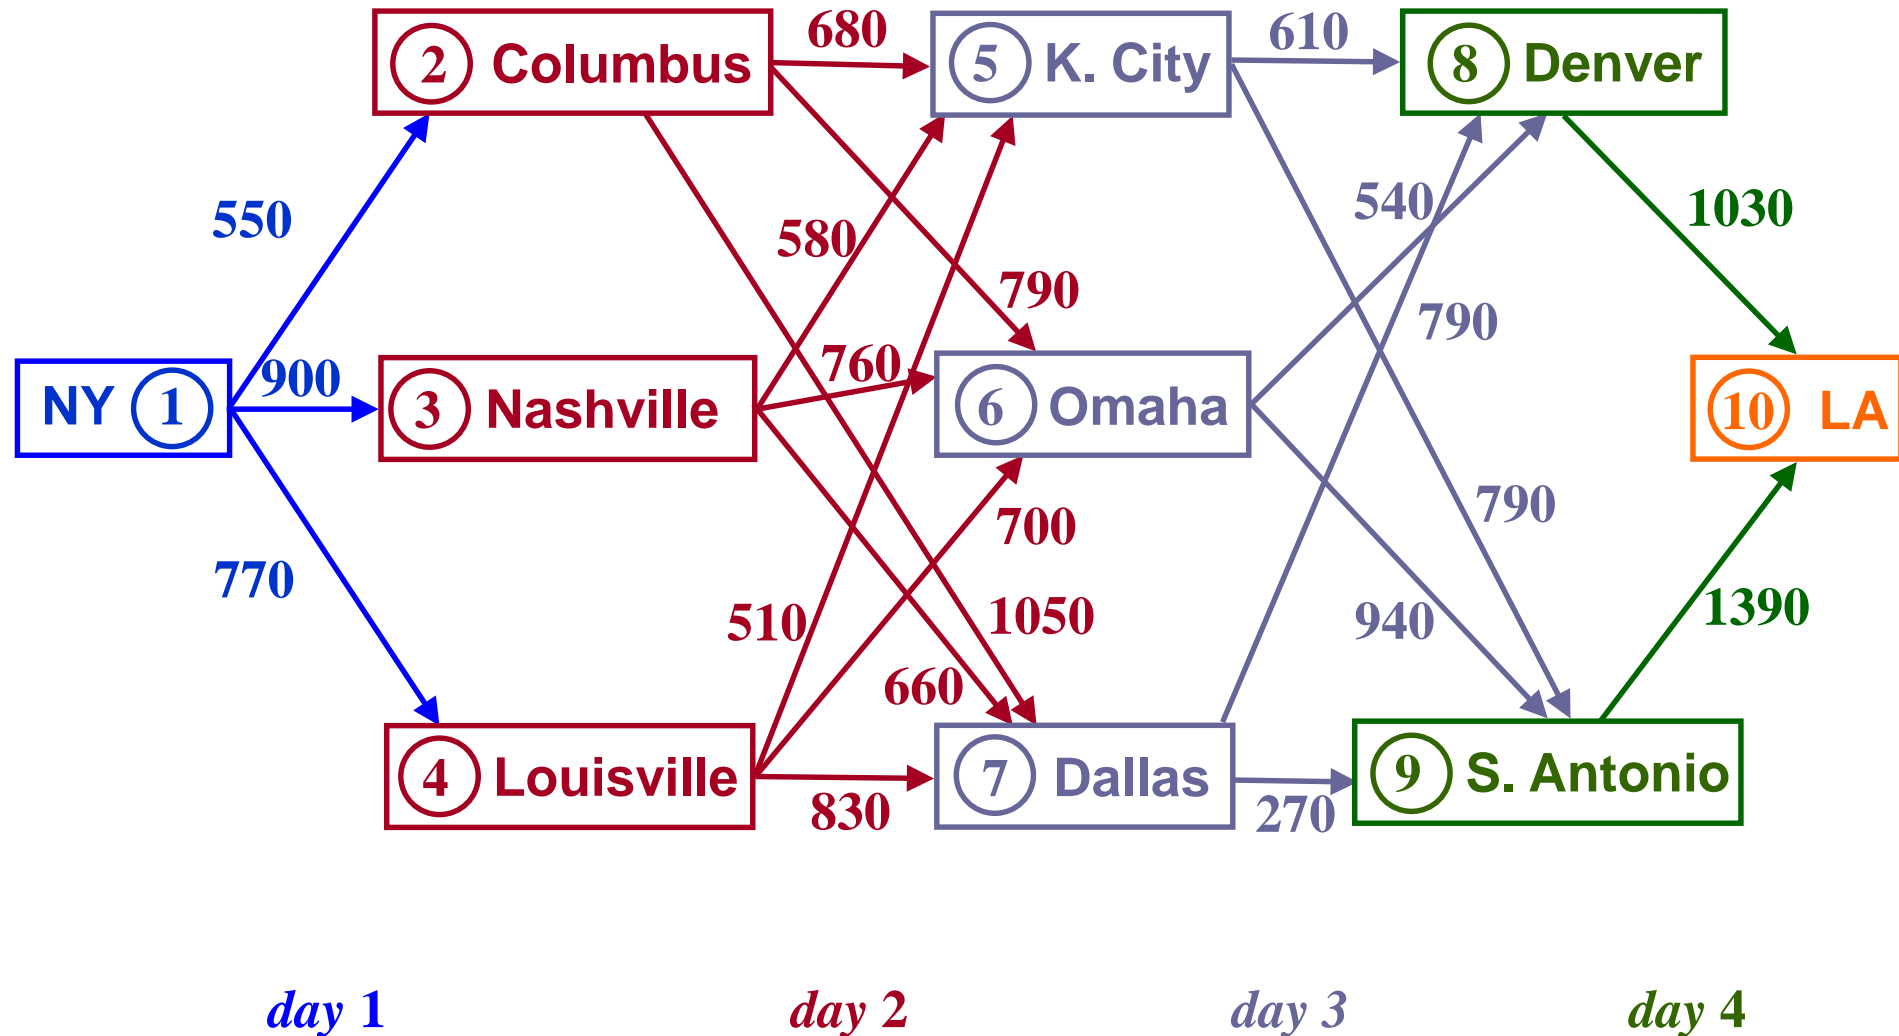 680
610
2 Columbus
5 K. City
8 Denver
550
580
790
540
1030
790
900
760
NY 1
3 Nashville
6 Omaha
10 LA
790
700
770
510
1050
940
1390
660
4 Louisville
7 Dallas
9 S. Antonio
830
270
day 1
day 2
day 3
day 4